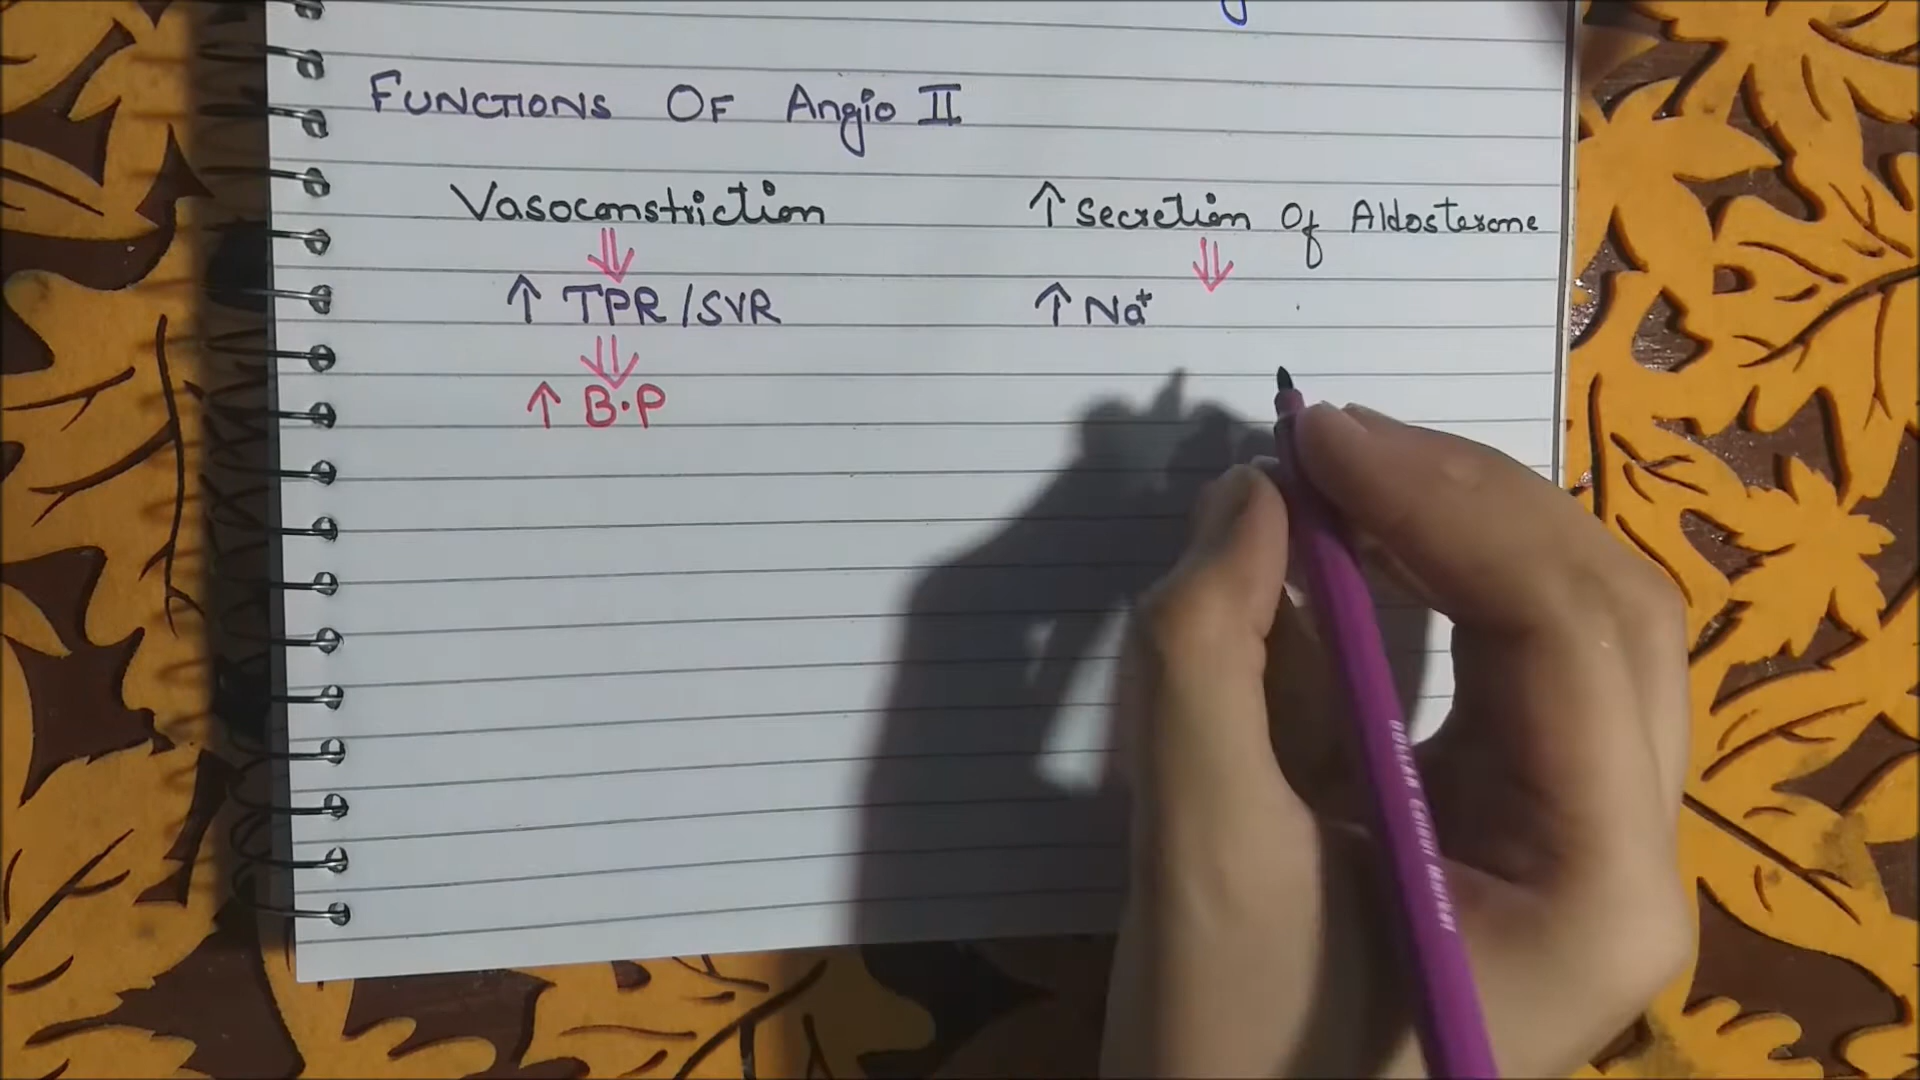 FUNCTIONS OF Angio II
Vasoconstriction
⇓
↑ TPR/SVR
⇓
↑ B.P
↑ Secretion Of Aldosterone
⇓
↑ Na⁺